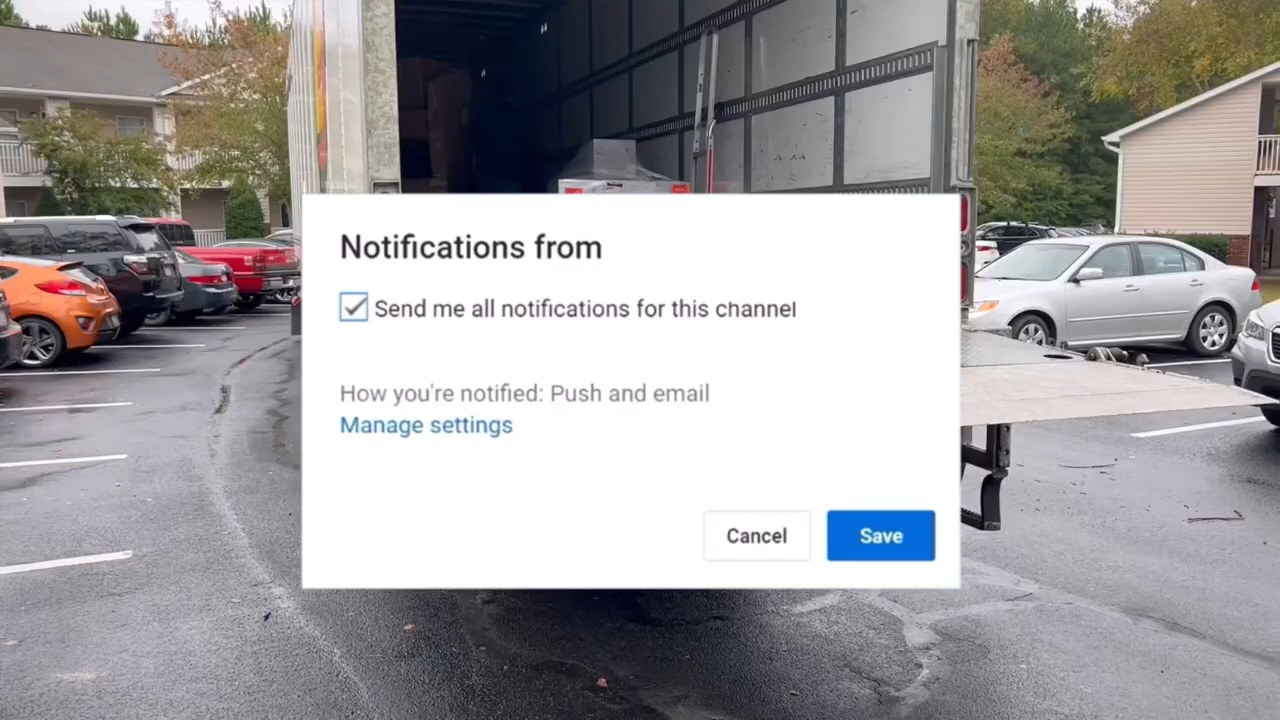 Notifications from
Send me all notifications for this channel
How you're notified: Push and email
Manage settings
Cancel
Save